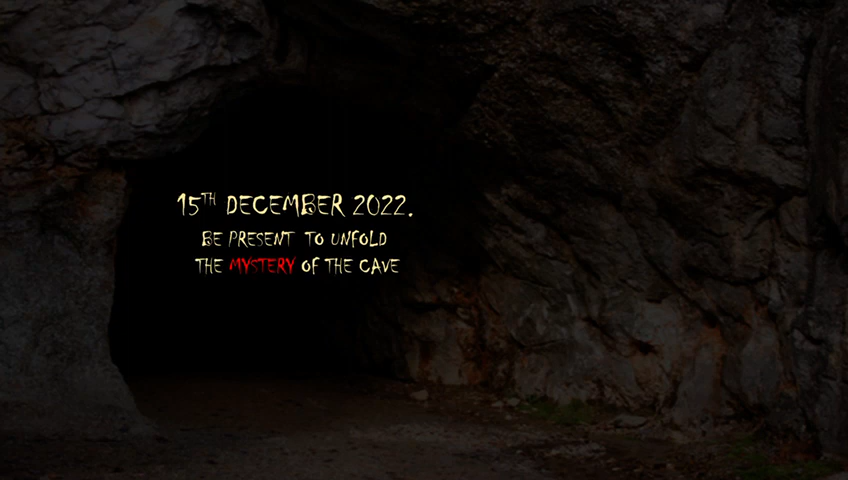 15TH DECEMBER 2022.
BE PRESENT TO UNFOLD
THE MYSTERY OF THE CAVE